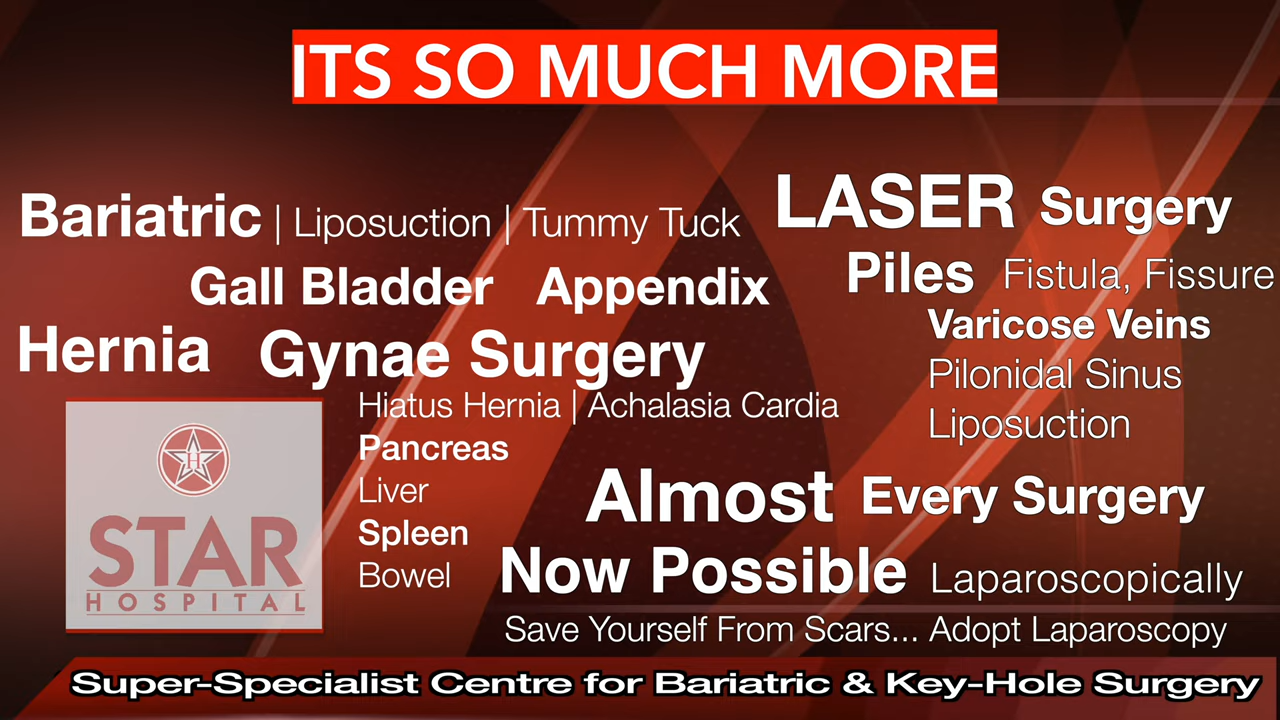 ITS SO MUCH MORE
Bariatric | Liposuction | Tummy Tuck
Gall Bladder Appendix
Hernia Gynae Surgery
Hiatus Hernia | Achalasia Cardia
Pancreas
Liver
Spleen
Bowel
LASER Surgery
Piles Fistula, Fissure
Varicose Veins
Pilonidal Sinus
Liposuction
Almost Every Surgery
Now Possible Laparoscopically
Save Yourself From Scars... Adopt Laparoscopy
H
STAR
HOSPITAL
Super-Specialist Centre for Bariatric & Key-Hole Surgery